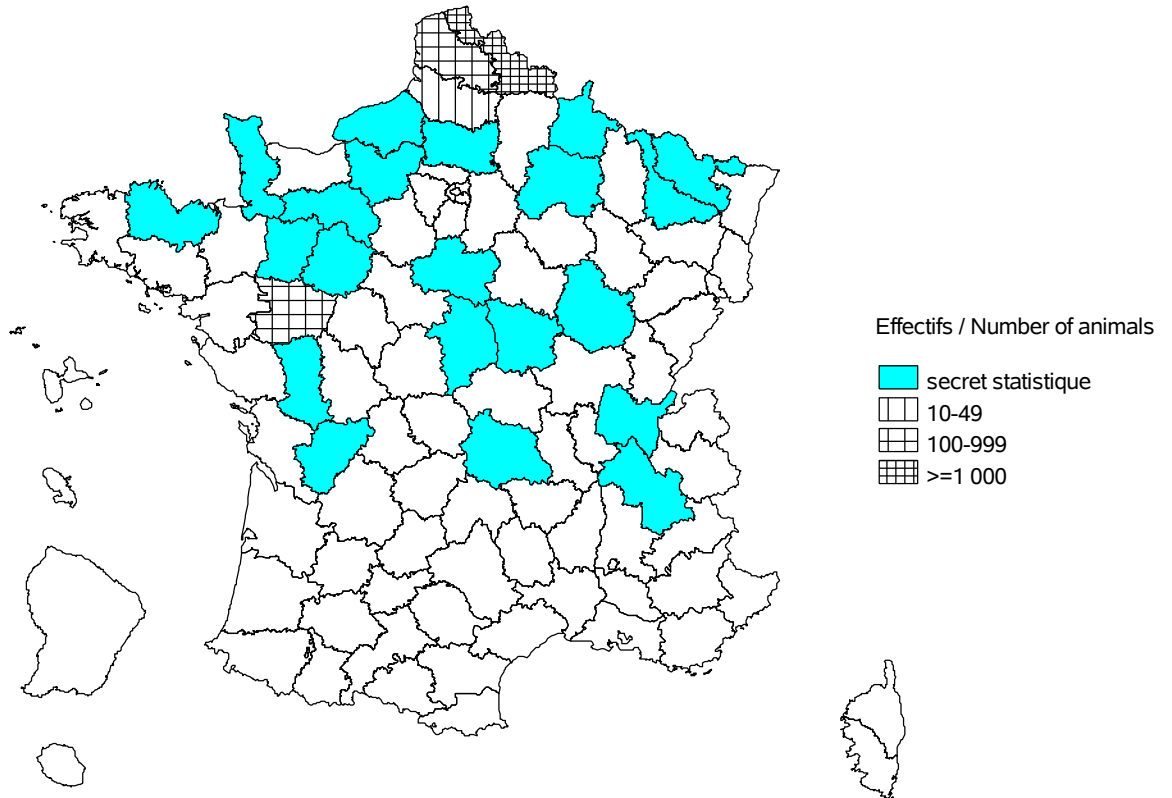 Effectifs / Number of animals
secret statistique
10-49
100-999
>=1 000